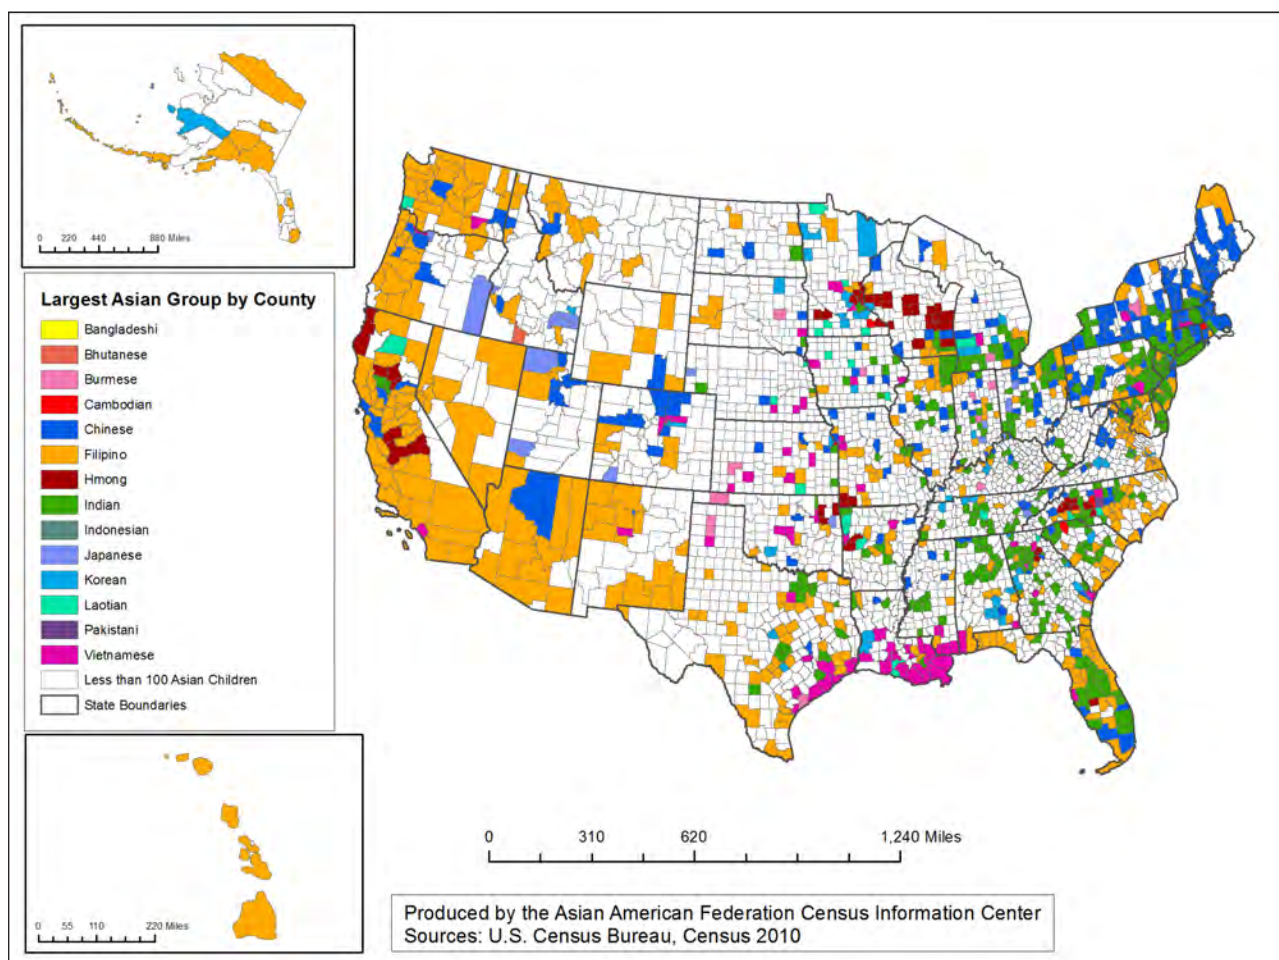 0 220 440 880 Miles
Largest Asian Group by County
Bangladeshi
Bhutanese
Burmese
Cambodian
Chinese
Filipino
Hmong
Indian
Indonesian
Japanese
Korean
Laotian
Pakistani
Vietnamese
Less than 100 Asian Children
State Boundaries
0 55 110 220 Miles
0 310 620 1,240 Miles
Produced by the Asian American Federation Census Information Center
Sources: U.S. Census Bureau, Census 2010